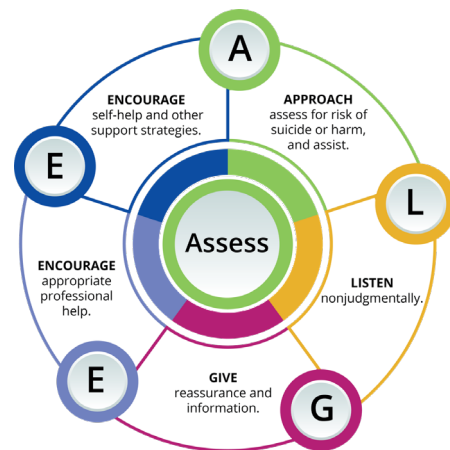 A
APPROACH
assess for risk of
suicide or harm,
and assist.
L
LISTEN
nonjudgmentally.
G
GIVE
reassurance and
information.
E
ENCOURAGE
appropriate
professional
help.
E
ENCOURAGE
self-help and other
support strategies.
Assess